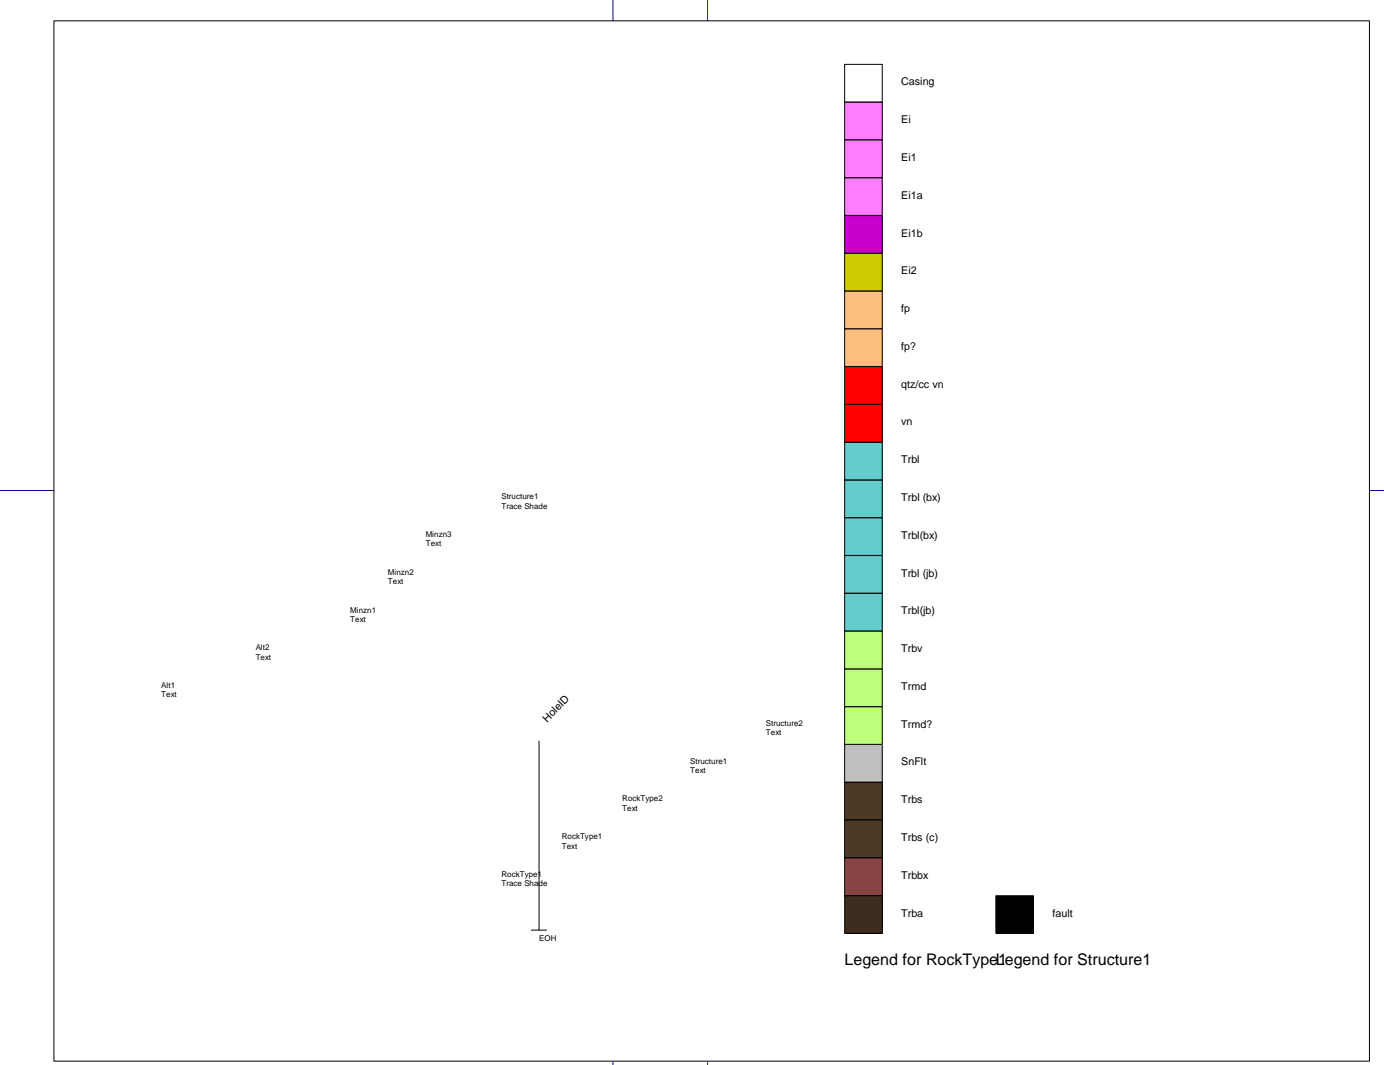 Casing
Ei
Ei1
Ei1a
Ei1b
Ei2
fp
fp?
qtz/cc vn
vn
Trbl
Trbl (bx)
Trbl(bx)
Trbl (jb)
Trbl(jb)
Trbv
Trmd
Trmd?
SnFlt
Trbs
Trbs (c)
Trbbx
Trba
fault
Legend for RockType1
Legend for Structure1
Structure1
Trace Shade
Minzn3
Text
Minzn2
Text
Minzn1
Text
Alt2
Text
Alt1
Text
HoleID
Structure2
Text
Structure1
Text
RockType2
Text
RockType1
Text
RockType1
Trace Shade
EOH